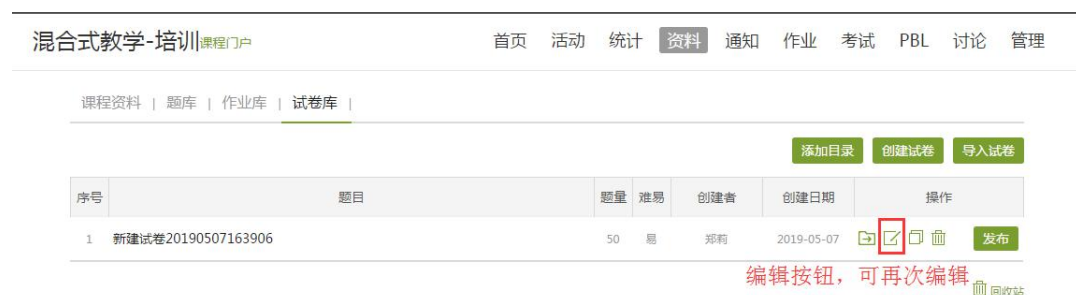 混合式教学-培训课程门户 首页 活动 统计 资料 通知 作业 考试 PBL 讨论 管理
课程资料 | 题库 | 作业库 | 试卷库 |
添加目录 创建试卷 导入试卷
序号 题目 题量 难易 创建者 创建日期 操作
1 新建试卷20190507163906 50 易 郑莉 2019-05-07 发布
编辑按钮，可再次编辑
回收站